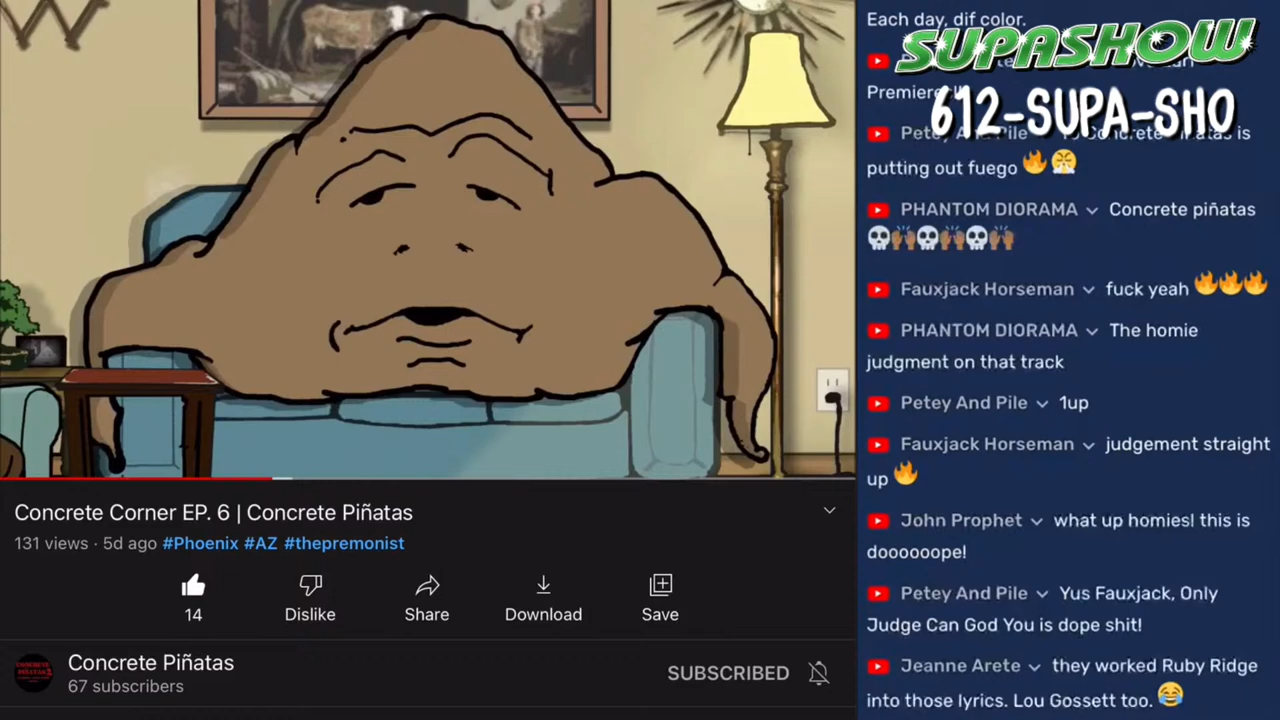 Concrete Corner EP. 6 | Concrete Piñatas
131 views · 5d ago #Phoenix #AZ #thepremonist
14
Dislike
Share
Download
Save
Concrete Piñatas
67 subscribers
SUBSCRIBED
SUPASHOW
612-SUPA-SHO
Each day, dif color.
Premiere
Petey And Pile Concrete
is
putting out fuego 🔥😤
PHANTOM DIORAMA Concrete piñatas
💀🙌🏽💀🙌🏽💀🙌🏽
Fauxjack Horseman fuck yeah 🔥🔥🔥
PHANTOM DIORAMA The homie
judgment on that track
Petey And Pile 1up
Fauxjack Horseman judgement straight
up 🔥
John Prophet what up homies! this is
doooooope!
Petey And Pile Yus Fauxjack, Only
Judge Can God You is dope shit!
Jeanne Arete they worked Ruby Ridge
into those lyrics. Lou Gossett too. 😂